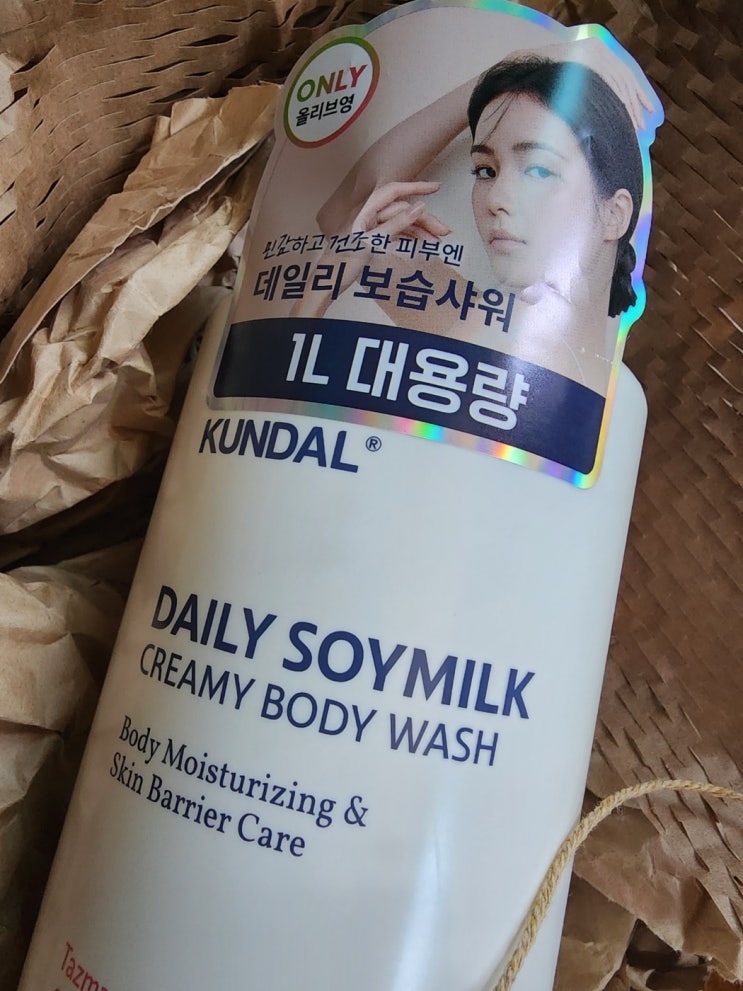 ONLY
올리브영
민감하고 건조한 피부엔
데일리 보습샤워
1L 대용량
KUNDAL®
DAILY SOYMILK
CREAMY BODY WASH
Body Moisturizing &
Skin Barrier Care